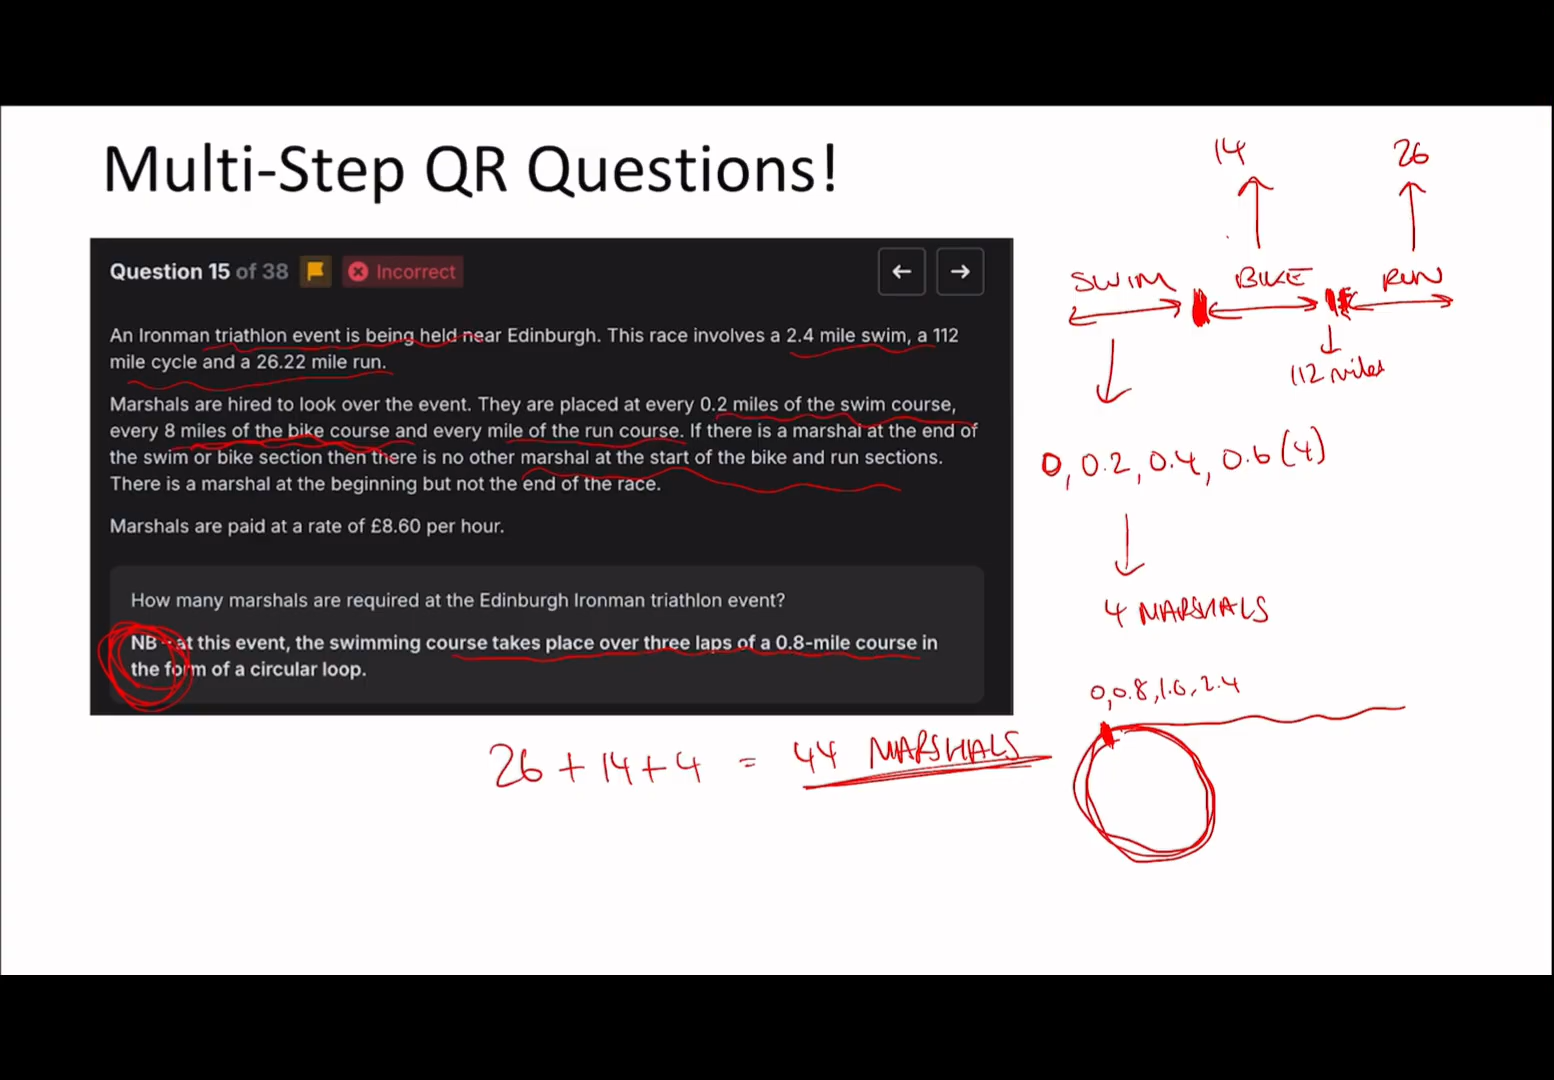 Multi-Step QR Questions!
14
26
SWIM
BIKE
RUN
112 miles
Question 15 of 38
Incorrect
An Ironman triathlon event is being held near Edinburgh. This race involves a 2.4 mile swim, a 112
mile cycle and a 26.22 mile run.
Marshals are hired to look over the event. They are placed at every 0.2 miles of the swim course,
every 8 miles of the bike course and every mile of the run course. If there is a marshal at the end of
the swim or bike section then there is no other marshal at the start of the bike and run sections.
There is a marshal at the beginning but not the end of the race.
Marshals are paid at a rate of £8.60 per hour.
How many marshals are required at the Edinburgh Ironman triathlon event?
NB - at this event, the swimming course takes place over three laps of a 0.8-mile course in
the form of a circular loop.
0, 0.2, 0.4, 0.6 (4)
4 MARSHALS
0, 0.8, 1.6, 2.4
26 + 14 + 4 = 44 MARSHALS